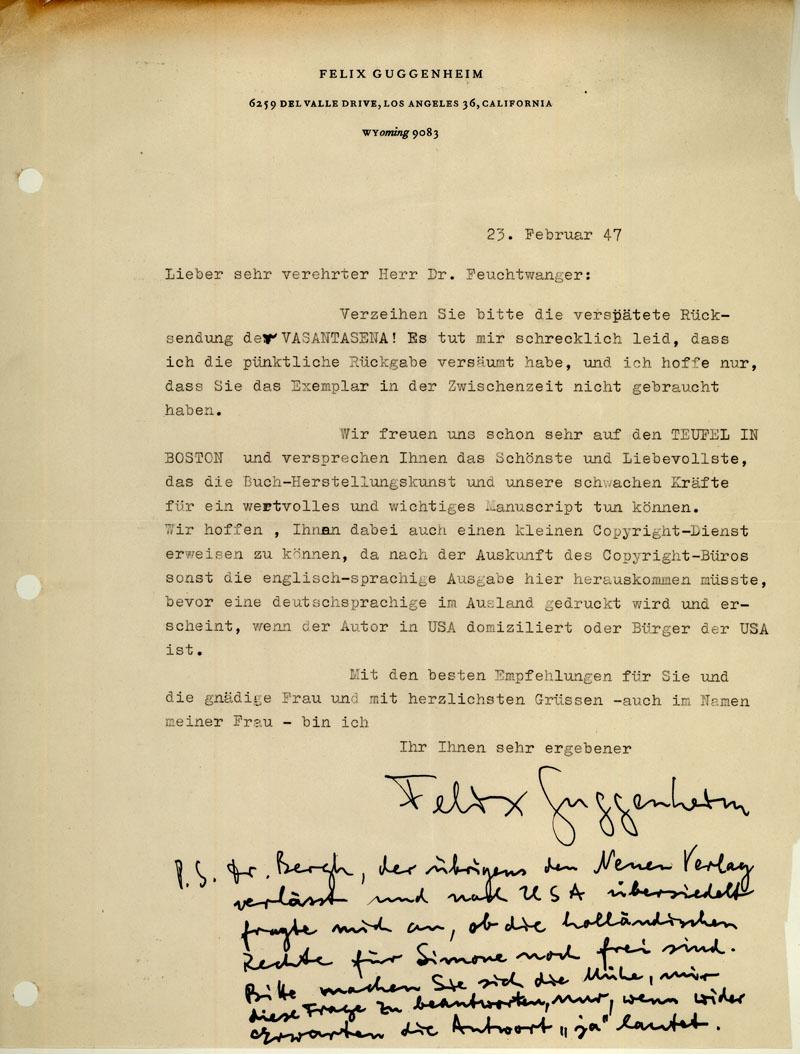 FELIX GUGGENHEIM
6259 DEL VALLE DRIVE, LOS ANGELES 36, CALIFORNIA
WYoming 9083
23. Februar 47
Lieber sehr verehrter Herr Dr. Feuchtwanger:
Verzeihen Sie bitte die verspätete Rück-
sendung der VASANTASENA! Es tut mir schrecklich leid, dass
ich die pünktliche Rückgabe versäumt habe, und ich hoffe nur,
dass Sie das Exemplar in der Zwischenzeit nicht gebraucht
haben.
Wir freuen uns schon sehr auf den TEUFEL IN
BOSTON und versprechen Ihnen das Schönste und Liebevollste,
das die Buch-Herstellungskunst und unsere schwachen Kräfte
für ein wertvolles und wichtiges Manuscript tun können.
Wir hoffen , Ihnen dabei auch einen kleinen Copyright-Dienst
erweisen zu können, da nach der Auskunft des Copyright-Büros
sonst die englisch-sprachige Ausgabe hier herauskommen müsste,
bevor eine deutschsprachige im Ausland gedruckt wird und er-
scheint, wenn der Autor in USA domiziliert oder Bürger der USA
ist.
Mit den besten Empfehlungen für Sie und
die gnädige Frau und mit herzlichsten Grüssen -auch im Namen
meiner Frau - bin ich
Ihr Ihnen sehr ergebener
Felix Guggenheim
P.S. Dr. Berch, der übrigens den Neuen Verlag
verlässt und nach USA übersiedelt
fragte mich an, ob die holländischen
Rechte für Simone noch frei sind.
Bitte machen Sie sich die Mühe, mir
diese Frage zu beantworten, nur, wenn wider
Erwarten die Antwort „ja" lautet.